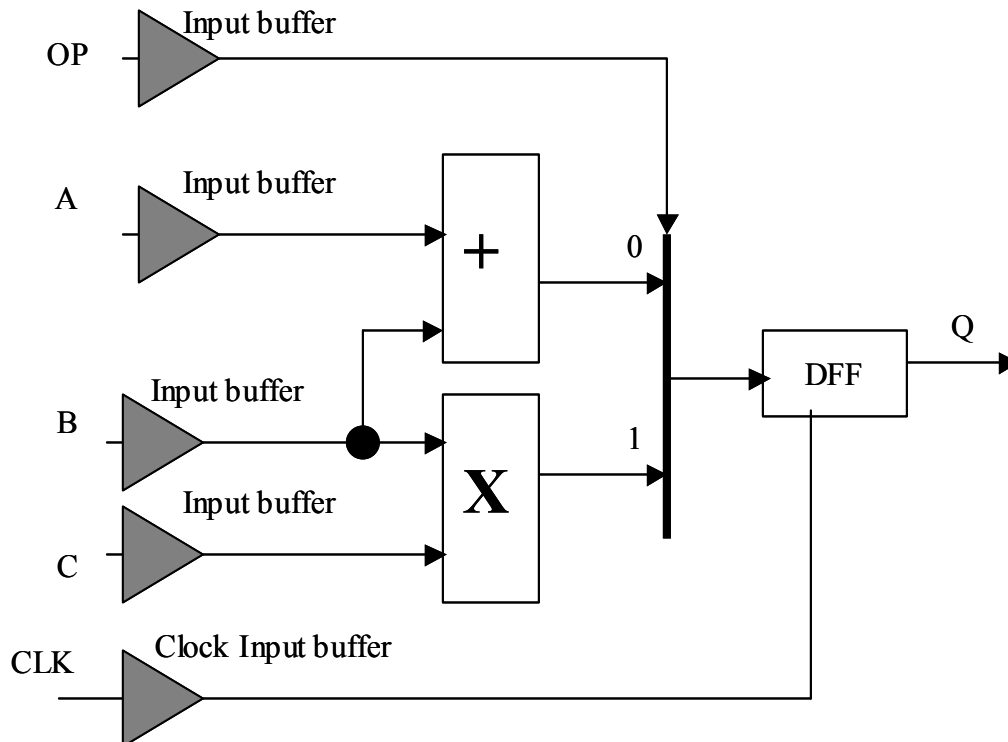 Input buffer
OP
Input buffer
A
+
0
Q
DFF
Input buffer
B
1
X
Input buffer
C
Clock Input buffer
CLK